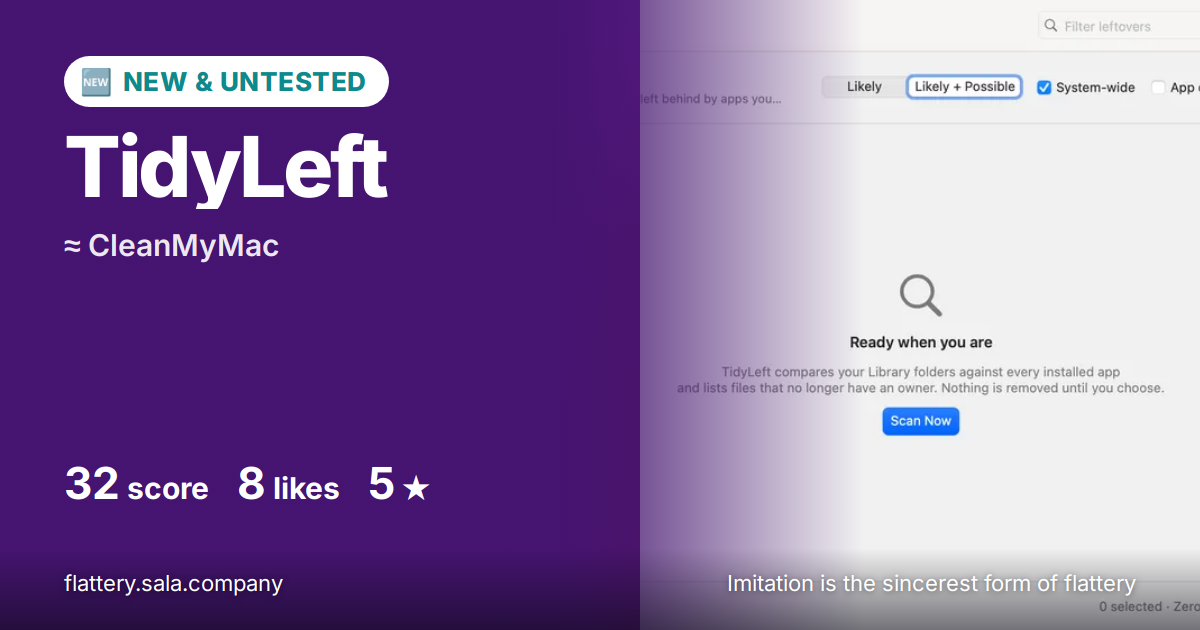 NEW NEW & UNTESTED
TidyLeft
≈ CleanMyMac
32 score 8 likes 5 ★
flattery.sala.company
Filter leftovers
left behind by apps you...
Likely Likely + Possible System-wide App
Ready when you are
TidyLeft compares your Library folders against every installed app
and lists files that no longer have an owner. Nothing is removed until you choose.
Scan Now
Imitation is the sincerest form of flattery
0 selected · Zero